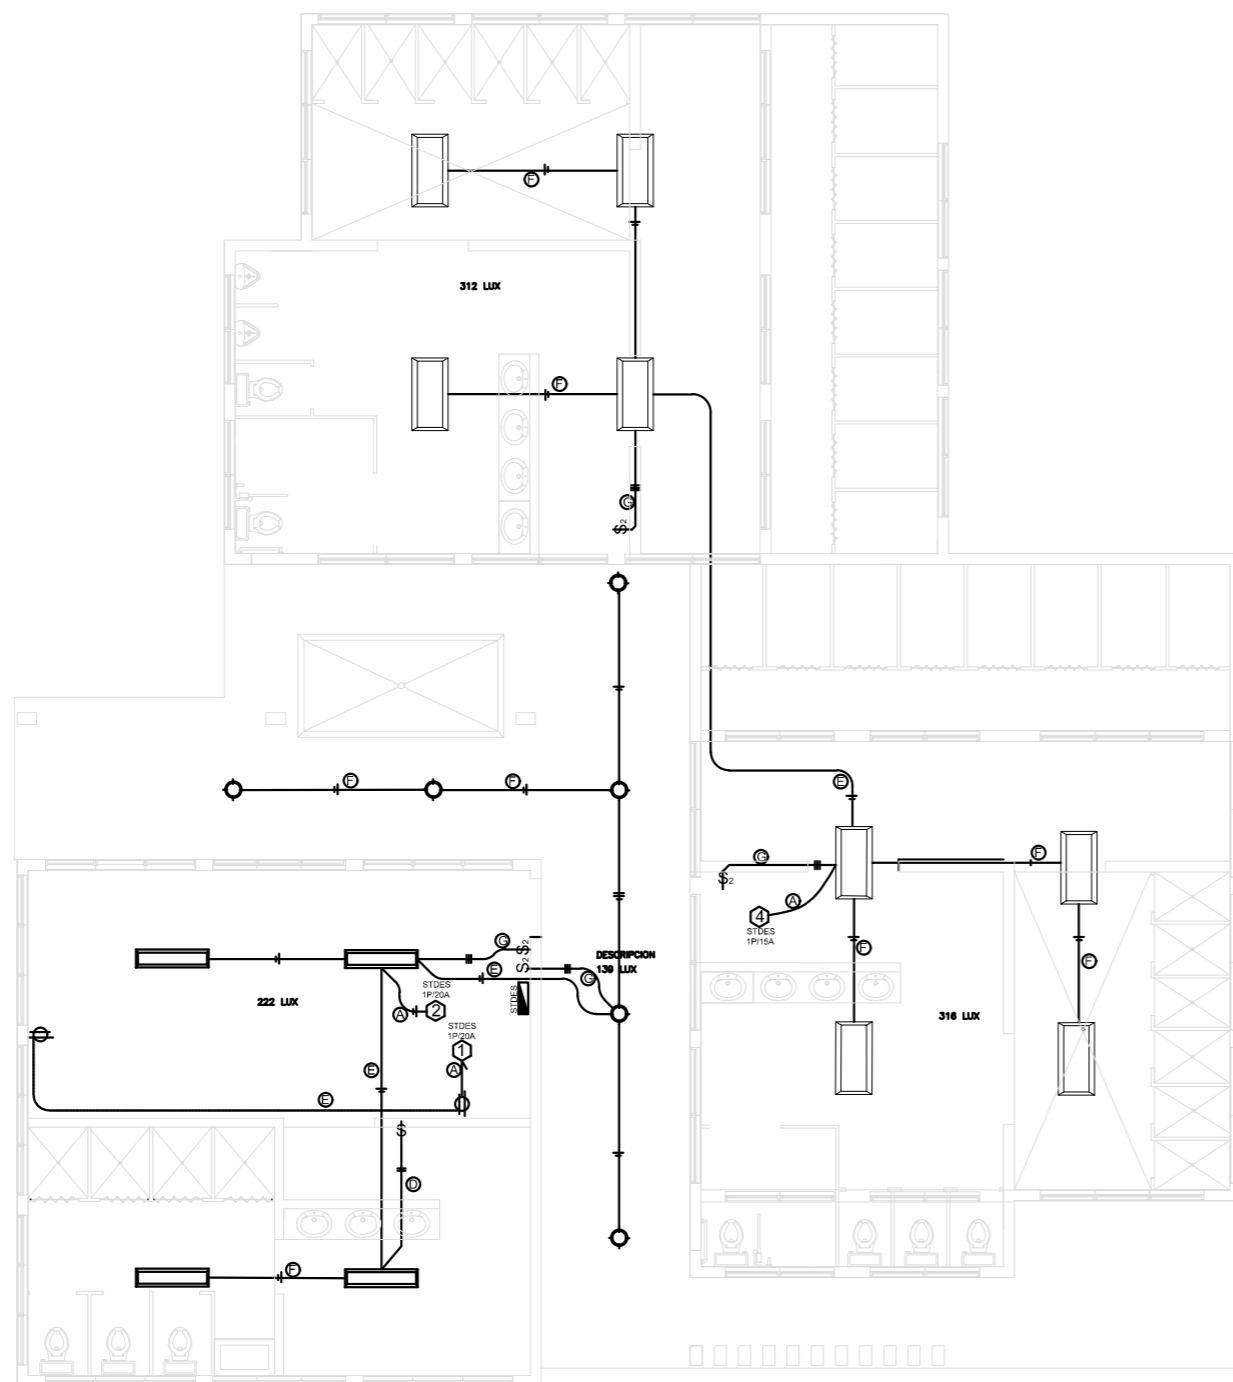 F
312 LUX
F
G
S2
F
F
E
G
S2
F
4
A
STDES
1P/15A
F
F
G
S2
S2
E
G
DESCRIPCION
139 LUX
STDES
1P/20A
2
A
STDES
222 LUX
316 LUX
STDES
1P/20A
1
A
E
E
S
D
F